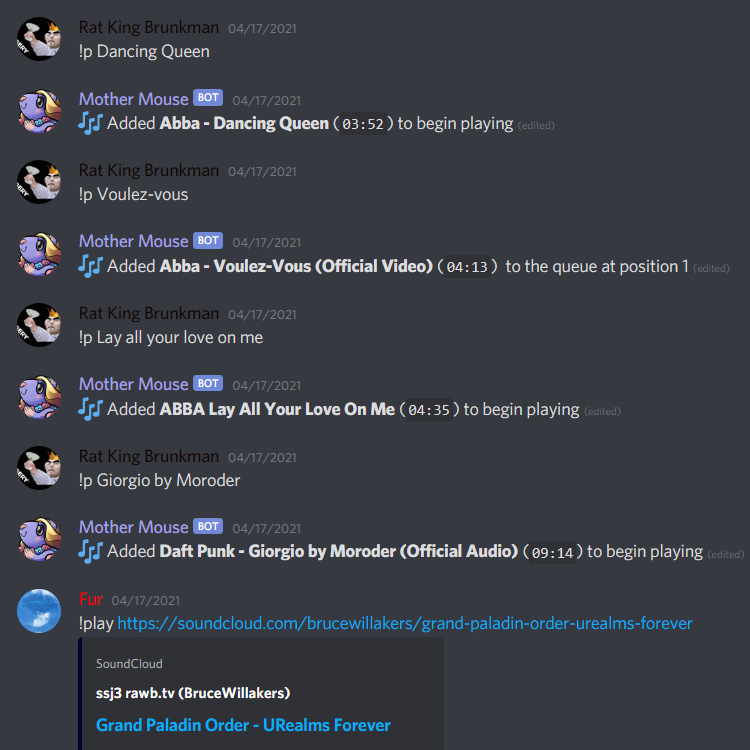 Rat King Brunkman 04/17/2021
!p Dancing Queen
Mother Mouse BOT 04/17/2021
Added Abba - Dancing Queen (03:52) to begin playing (edited)
Rat King Brunkman 04/17/2021
!p Voulez-vous
Mother Mouse BOT 04/17/2021
Added Abba - Voulez-Vous (Official Video) (04:13) to the queue at position 1 (edited)
Rat King Brunkman 04/17/2021
!p Lay all your love on me
Mother Mouse BOT 04/17/2021
Added ABBA Lay All Your Love On Me (04:35) to begin playing (edited)
Rat King Brunkman 04/17/2021
!p Giorgio by Moroder
Mother Mouse BOT 04/17/2021
Added Daft Punk - Giorgio by Moroder (Official Audio) (09:14) to begin playing (edited)
Fur 04/17/2021
!play https://soundcloud.com/brucewillakers/grand-paladin-order-urealms-forever
SoundCloud
ssj3 rawb.tv (BruceWillakers)
Grand Paladin Order - URealms Forever